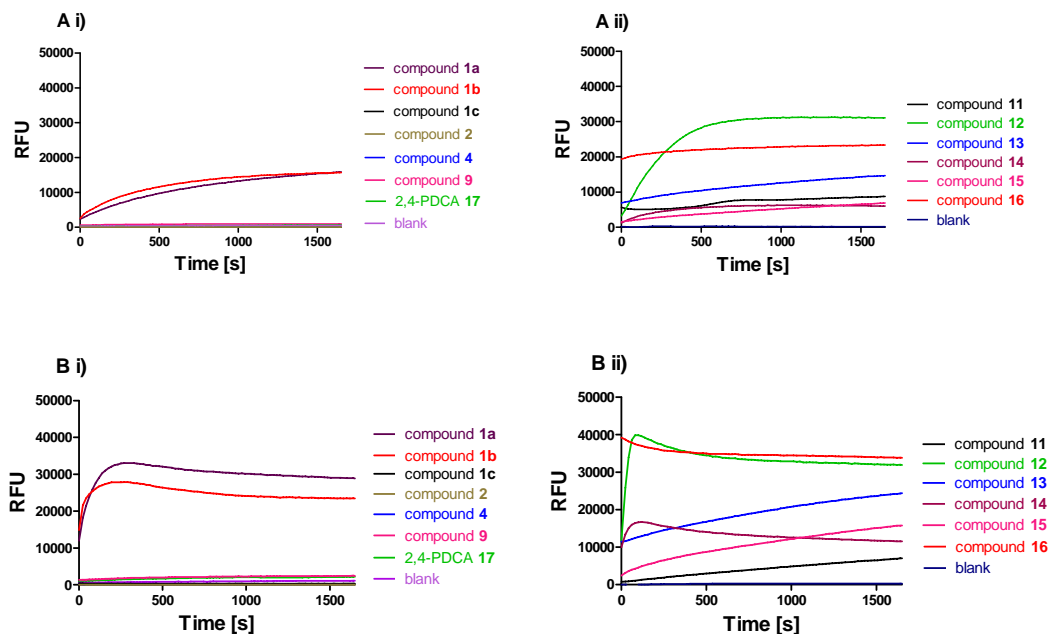 A i)
50000
40000
30000
20000
10000
0
RFU
0
500
1000
1500
Time [s]
compound 1a
compound 1b
compound 1c
compound 2
compound 4
compound 9
2,4-PDCA 17
blank
A ii)
50000
40000
30000
20000
10000
0
RFU
0
500
1000
1500
Time [s]
compound 11
compound 12
compound 13
compound 14
compound 15
compound 16
blank
B i)
50000
40000
30000
20000
10000
0
RFU
0
500
1000
1500
Time [s]
compound 1a
compound 1b
compound 1c
compound 2
compound 4
compound 9
2,4-PDCA 17
blank
B ii)
50000
40000
30000
20000
10000
0
RFU
0
500
1000
1500
Time [s]
compound 11
compound 12
compound 13
compound 14
compound 15
compound 16
blank